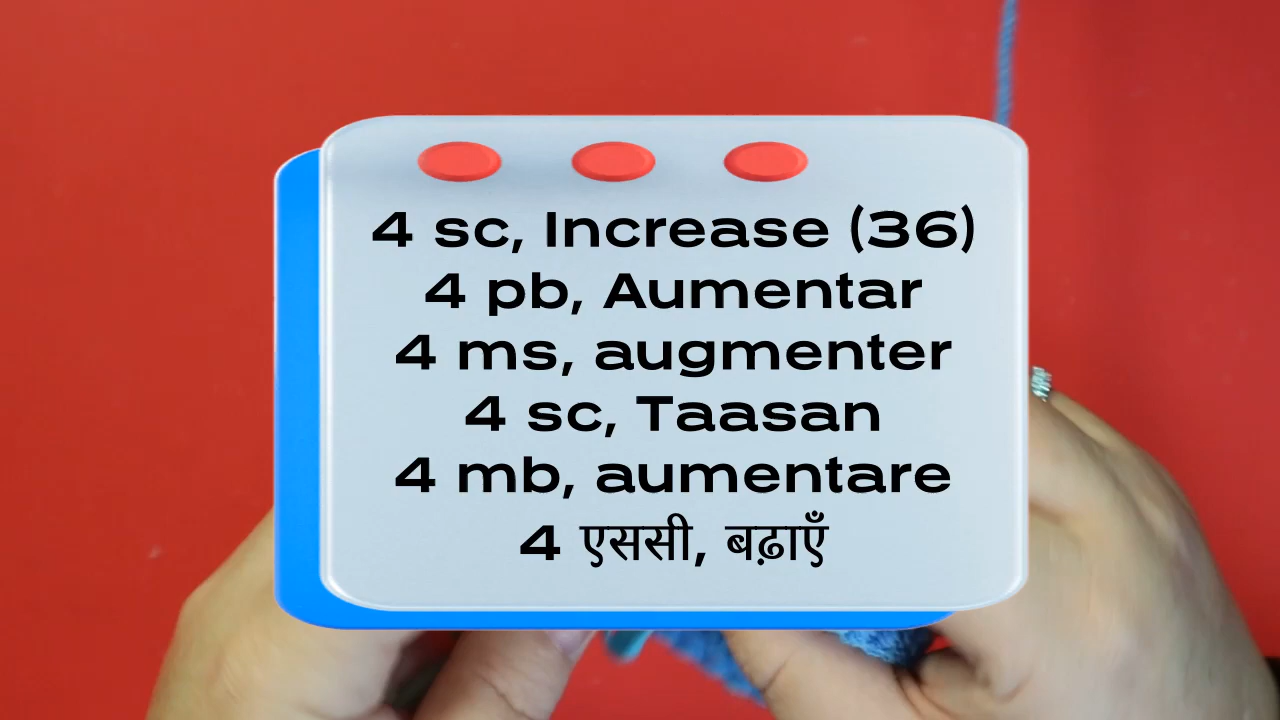 4 sc, Increase (36)
4 pb, Aumentar
4 ms, augmenter
4 sc, Taasan
4 mb, aumentare
4 एससी, बढ़ाएँ